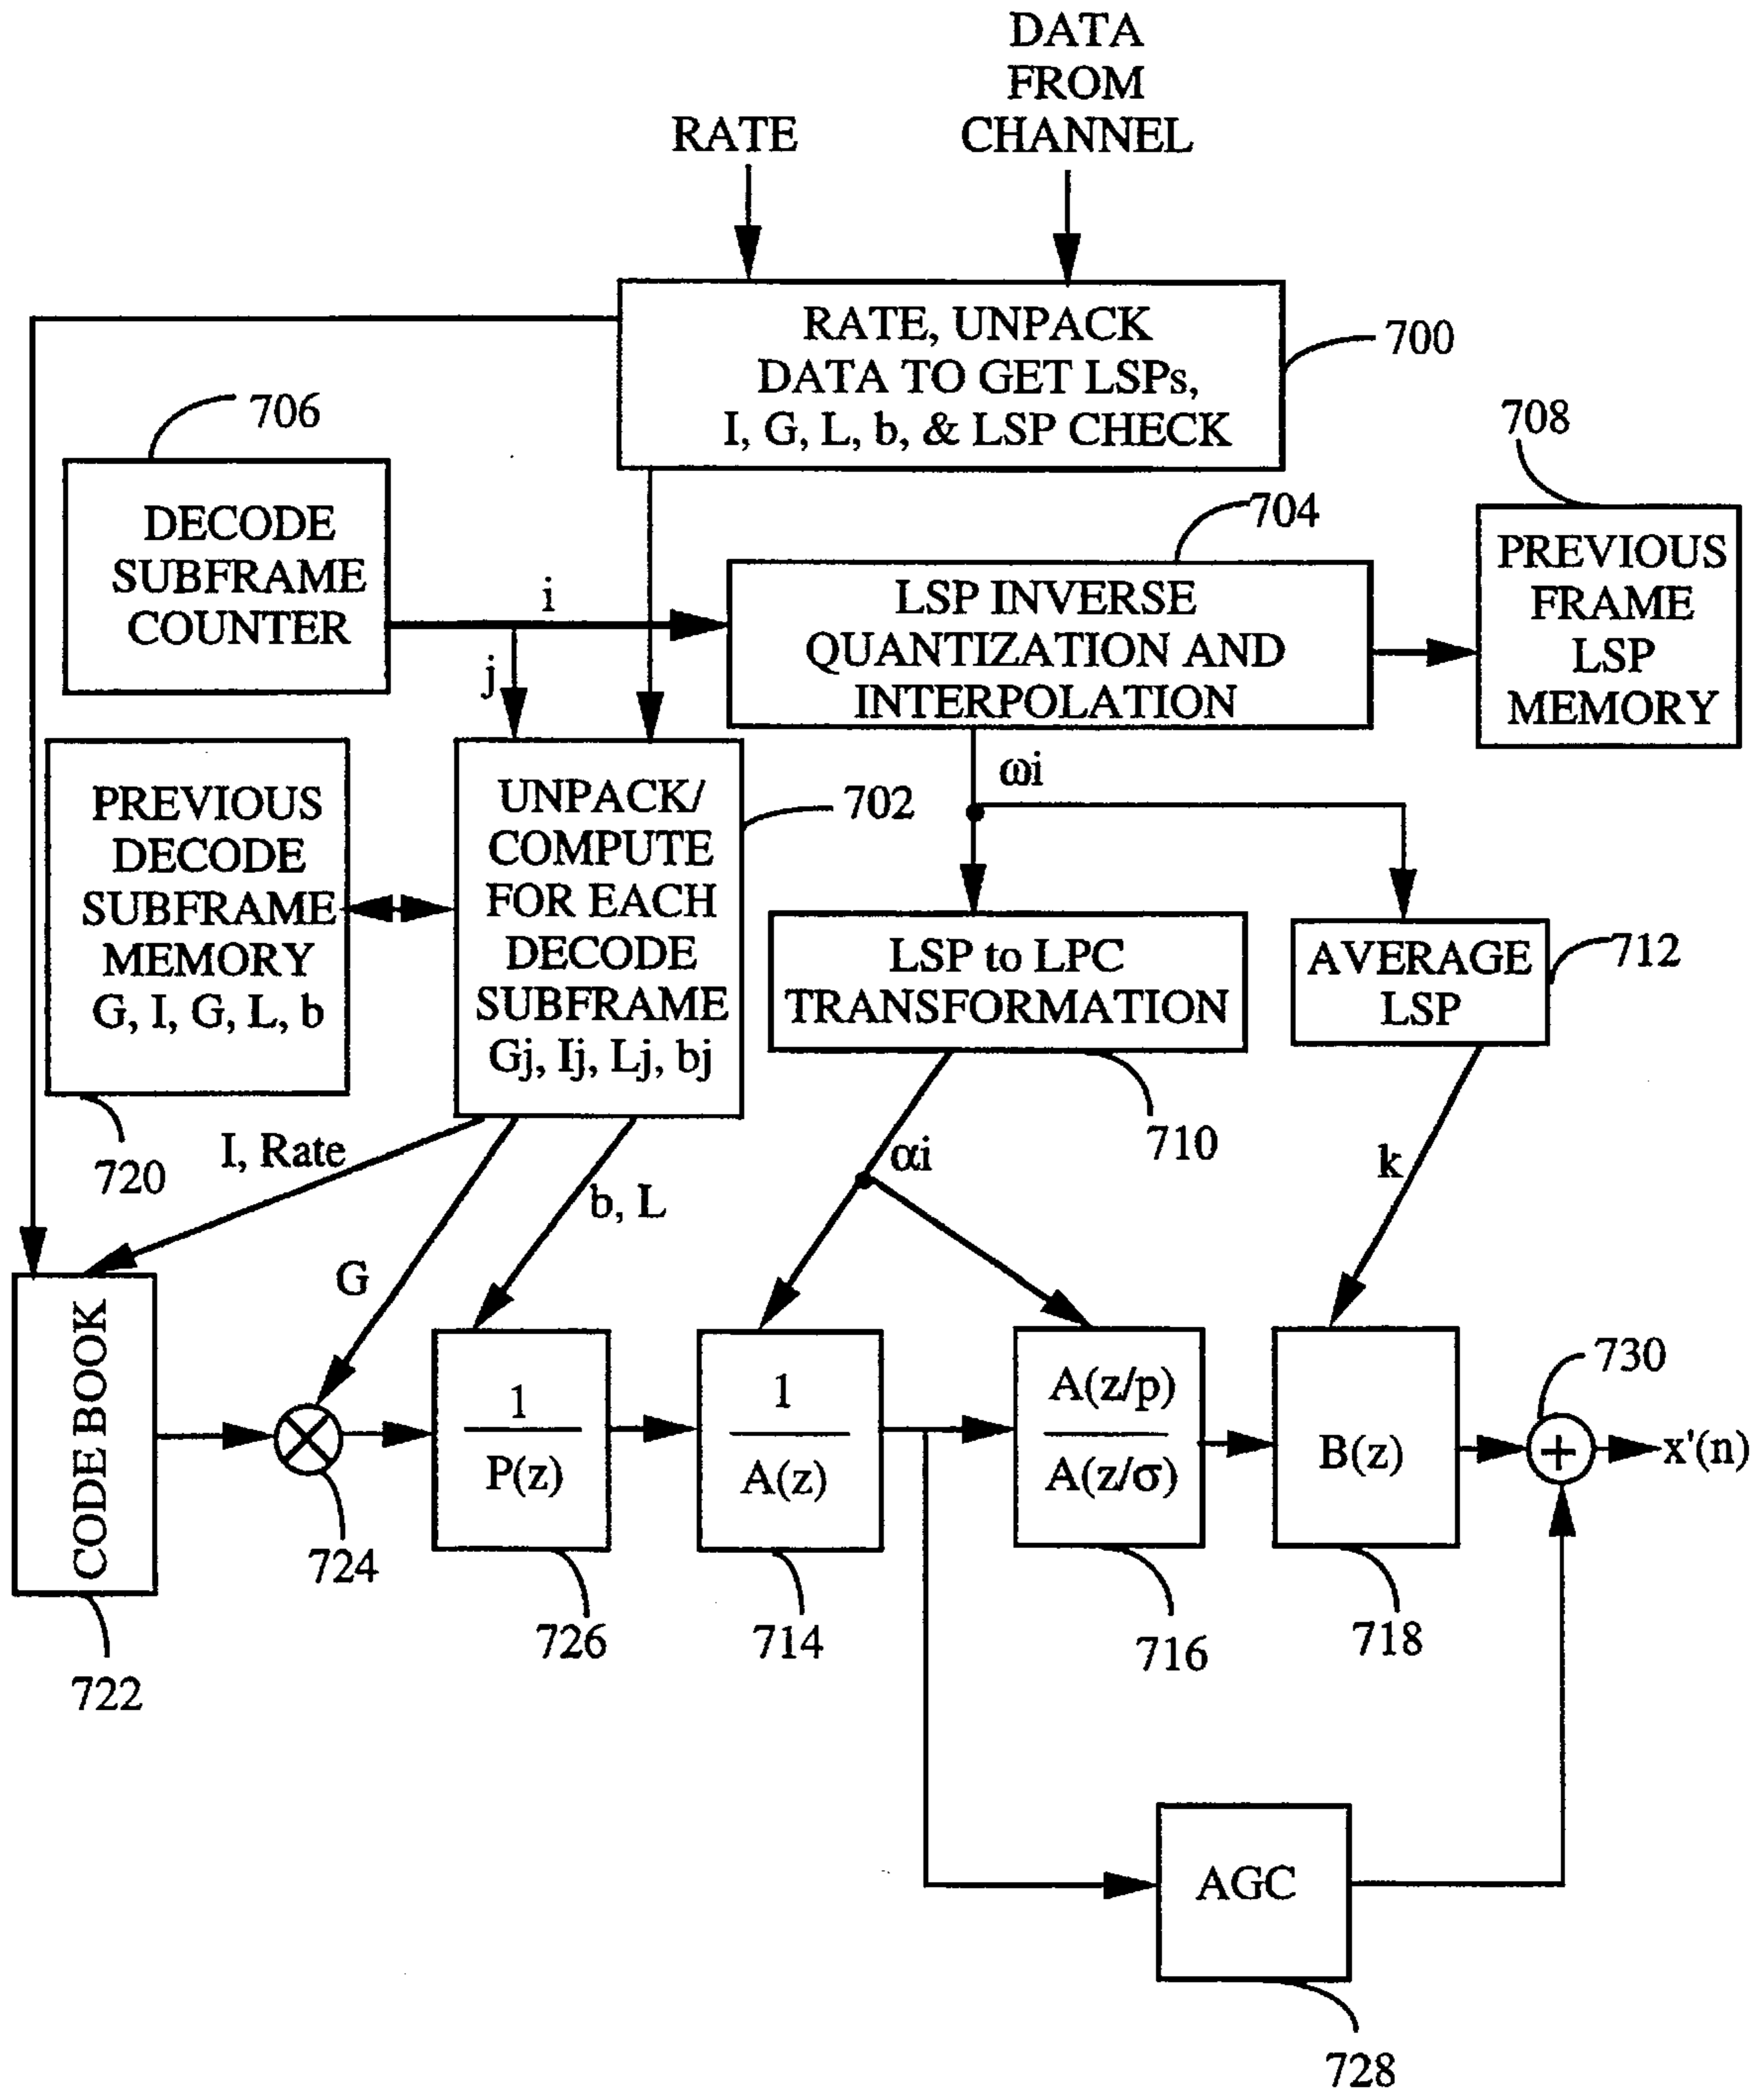 DATA
FROM
CHANNEL
RATE
RATE, UNPACK
DATA TO GET LSPs,
I, G, L, b, & LSP CHECK
700
706
DECODE
SUBFRAME
COUNTER
i
j
704
LSP INVERSE
QUANTIZATION AND
INTERPOLATION
708
PREVIOUS
FRAME
LSP
MEMORY
PREVIOUS
DECODE
SUBFRAME
MEMORY
G, I, G, L, b
720
UNPACK/
COMPUTE
FOR EACH
DECODE
SUBFRAME
Gj, Ij, Lj, bj
702
ωi
LSP to LPC
TRANSFORMATION
710
AVERAGE
LSP
712
I, Rate
G
b, L
αi
k
CODE BOOK
722
724
1
P(z)
726
1
A(z)
714
A(z/p)
A(z/σ)
716
B(z)
718
730
+
x'(n)
AGC
728